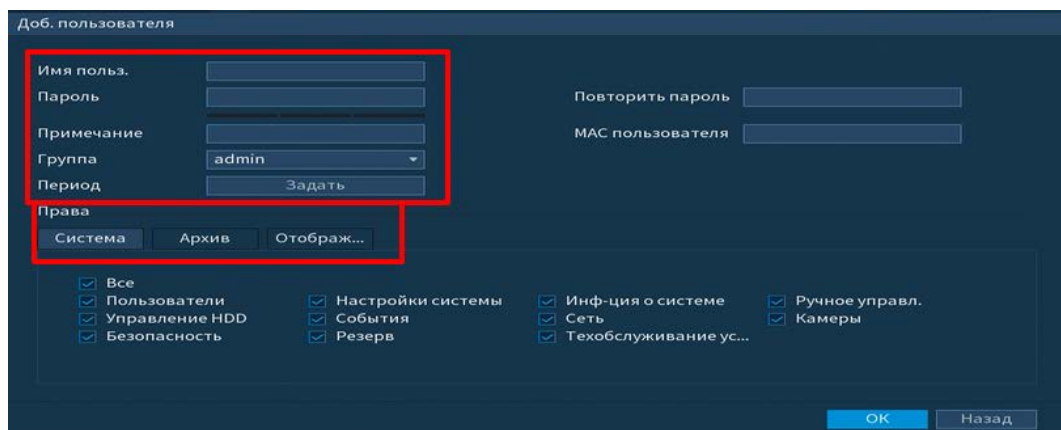 Доб. пользователя
Имя польз.
Пароль Повторить пароль
Примечание MAC пользователя
Группа admin
Период Задать
Права
Система Архив Отображ...
Все
Пользователи Настройки системы Инф-ция о системе Ручное управл.
Управление HDD События Сеть Камеры
Безопасность Резерв Техобслуживание ус...
ОК Назад